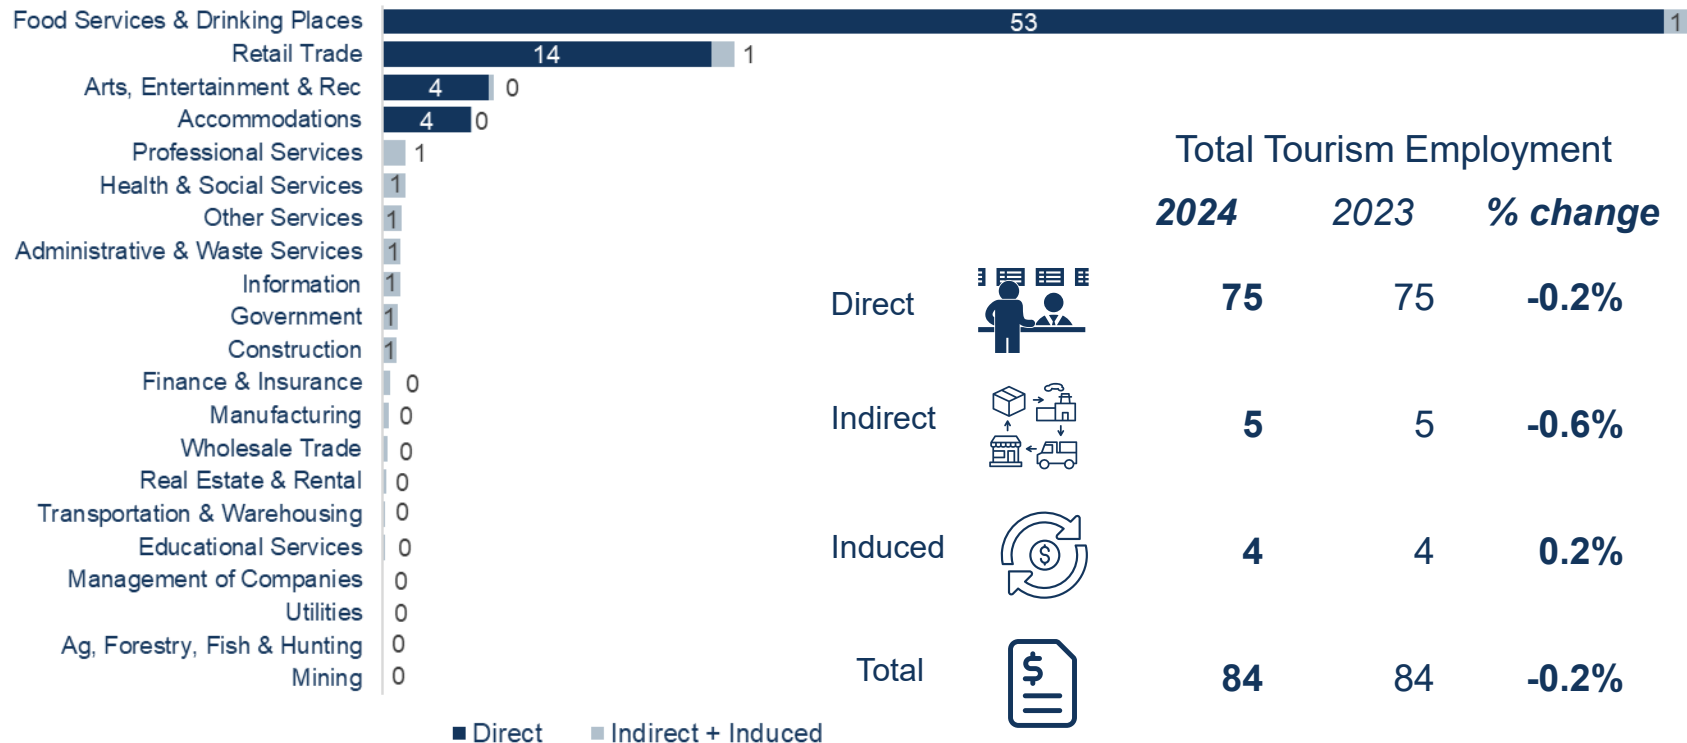 Food Services & Drinking Places 53 1
Retail Trade 14 1
Arts, Entertainment & Rec 4 0
Accommodations 4 0
Professional Services 1
Health & Social Services 1
Other Services 1
Administrative & Waste Services 1
Information 1
Government 1
Construction 1
Finance & Insurance 0
Manufacturing 0
Wholesale Trade 0
Real Estate & Rental 0
Transportation & Warehousing 0
Educational Services 0
Management of Companies 0
Utilities 0
Ag, Forestry, Fish & Hunting 0
Mining 0
Direct Indirect + Induced
Total Tourism Employment
2024 2023 % change
Direct 75 75 -0.2%
Indirect 5 5 -0.6%
Induced $ 4 4 0.2%
Total $ 84 84 -0.2%